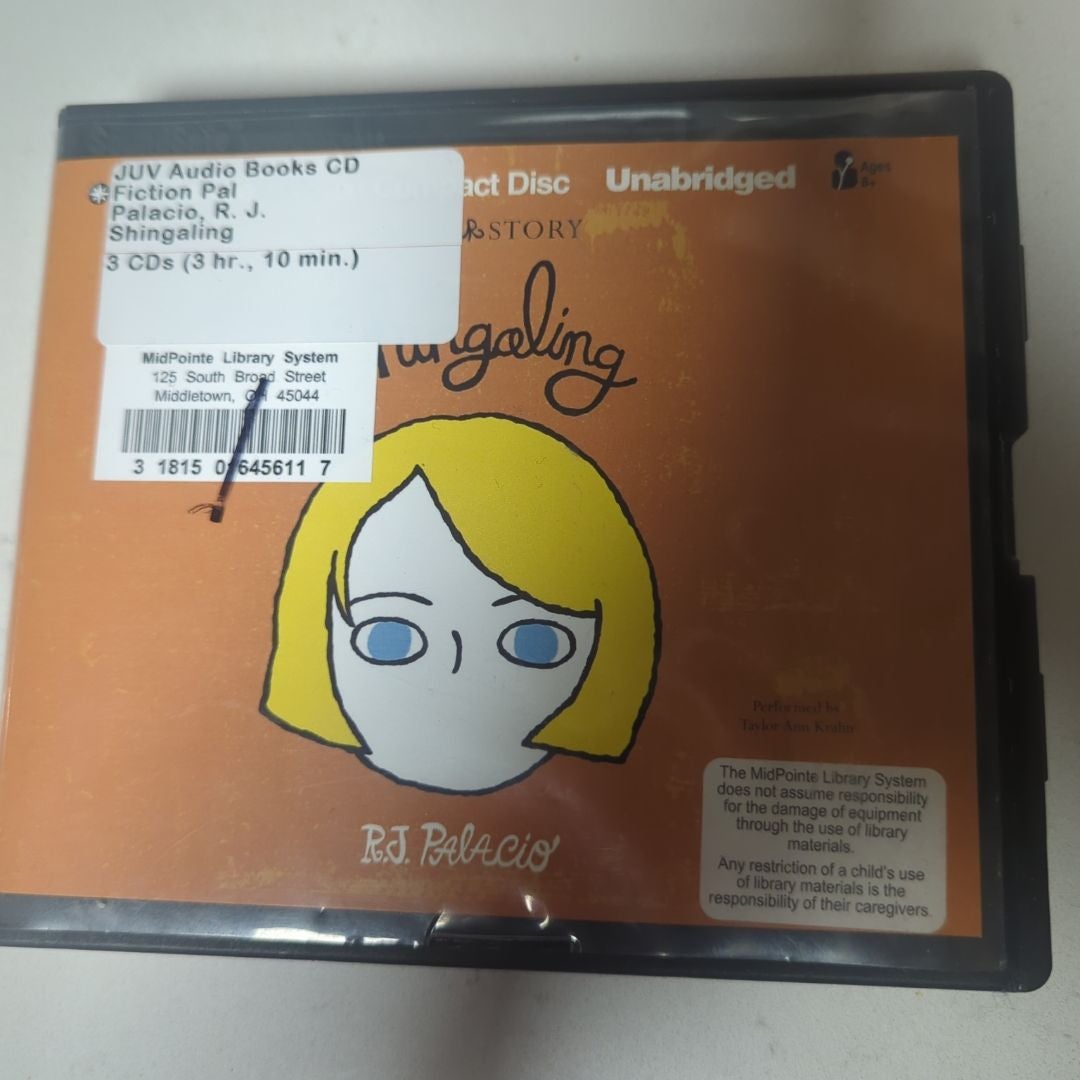 JUV Audio Books CD
Fiction Pal
Palacio, R. J.
Shingaling
3 CDs (3 hr., 10 min.)
act Disc Unabridged
Ages
8+
R STORY
ngaling
MidPointe Library System
125 South Broad Street
Middletown, OH 45044
3 1815 0 645611 7
Performed by
Taylor Ann Krahn
R.J. PALACIO
The MidPointe Library System
does not assume responsibility
for the damage of equipment
through the use of library
materials.
Any restriction of a child's use
of library materials is the
responsibility of their caregivers.